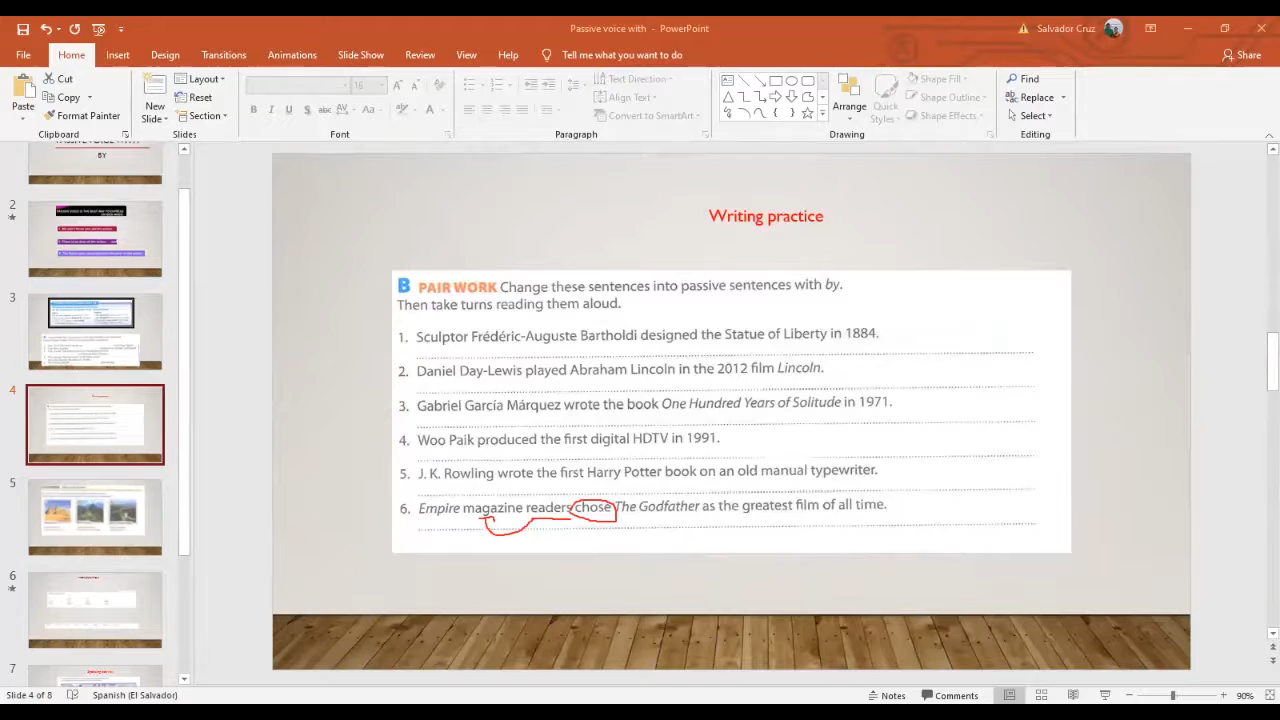 Passive voice with - PowerPoint
Salvador Cruz
File Home Insert Design Transitions Animations Slide Show Review View Help Tell me what you want to do Share
Paste Cut Copy Format Painter
Clipboard
New Slide Layout Reset Section
Slides
16
Font
Text Direction Align Text Convert to SmartArt
Paragraph
Arrange Quick Styles Shape Fill Shape Outline Shape Effects
Drawing
Find Replace Select
Editing
BY
2
3
4
5
6
7
Writing practice
B PAIR WORK Change these sentences into passive sentences with by.
Then take turns reading them aloud.
1. Sculptor Frédéric-Auguste Bartholdi designed the Statue of Liberty in 1884.
2. Daniel Day-Lewis played Abraham Lincoln in the 2012 film Lincoln.
3. Gabriel García Márquez wrote the book One Hundred Years of Solitude in 1971.
4. Woo Paik produced the first digital HDTV in 1991.
5. J. K. Rowling wrote the first Harry Potter book on an old manual typewriter.
6. Empire magazine readers chose The Godfather as the greatest film of all time.
Slide 4 of 8 Spanish (El Salvador) Notes Comments 90%